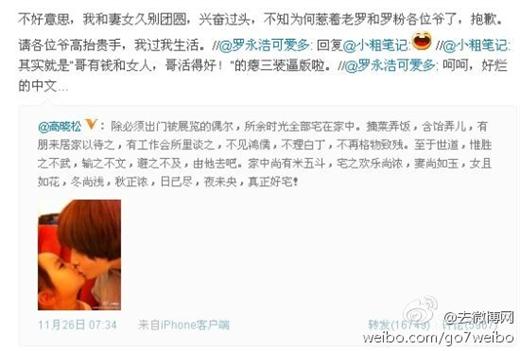 不好意思，我和妻女久别团圆，兴奋过头，不知为何惹着老罗和罗粉各位爷了，抱歉。
请各位爷高抬贵手，我过我生活。//@罗永浩可爱多: 回复@小粗笔记: //@小粗笔记:
其实就是“哥有钱和女人，哥活得好！”的瘪三装逼版啦。//@罗永浩可爱多: 呵呵，好烂
的中文…
@高晓松 V：除必须出门被展览的偶尔，所余时光全部宅在家中。摘菜弄饭，含饴弄儿，有
朋来居家以待之，有工作会所里谈之，不见鸿儒，不理白丁，不再格物致残。至于世道，惟胜
之不武，输之不文，避之不及，由他去吧。家中尚有米五斗，宅之欢乐尚浓，妻尚如玉，女且
如花，冬尚浅，秋正浓，日已尽，夜未央，真正好宅！
11月26日 07:34 来自iPhone客户端 转发(16749) 评论(5967)
@去微博网
weibo.com/go7weibo